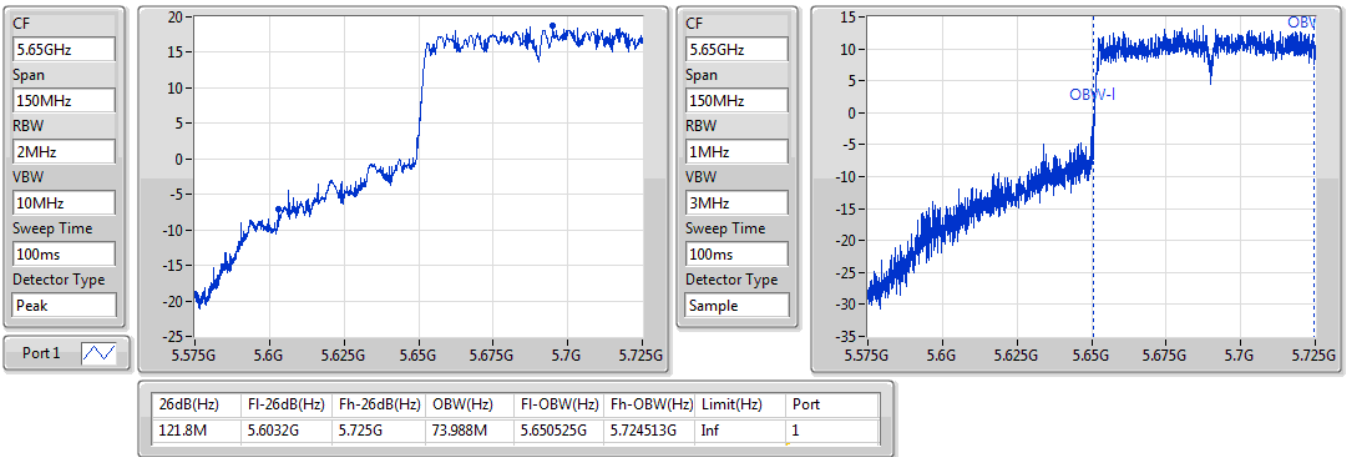 CF
5.65GHz
Span
150MHz
RBW
2MHz
VBW
10MHz
Sweep Time
100ms
Detector Type
Peak
Port 1
20
15
10
5
0
-5
-10
-15
-20
-25
5.575G 5.6G 5.625G 5.65G 5.675G 5.7G 5.725G
CF
5.65GHz
Span
150MHz
RBW
1MHz
VBW
3MHz
Sweep Time
100ms
Detector Type
Sample
15
10
5
0
-5
-10
-15
-20
-25
-30
-35
OBW-l
5.575G 5.6G 5.625G 5.65G 5.675G 5.7G 5.725G
26dB(Hz) Fl-26dB(Hz) Fh-26dB(Hz) OBW(Hz) Fl-OBW(Hz) Fh-OBW(Hz) Limit(Hz) Port
121.8M 5.6032G 5.725G 73.988M 5.650525G 5.724513G Inf 1